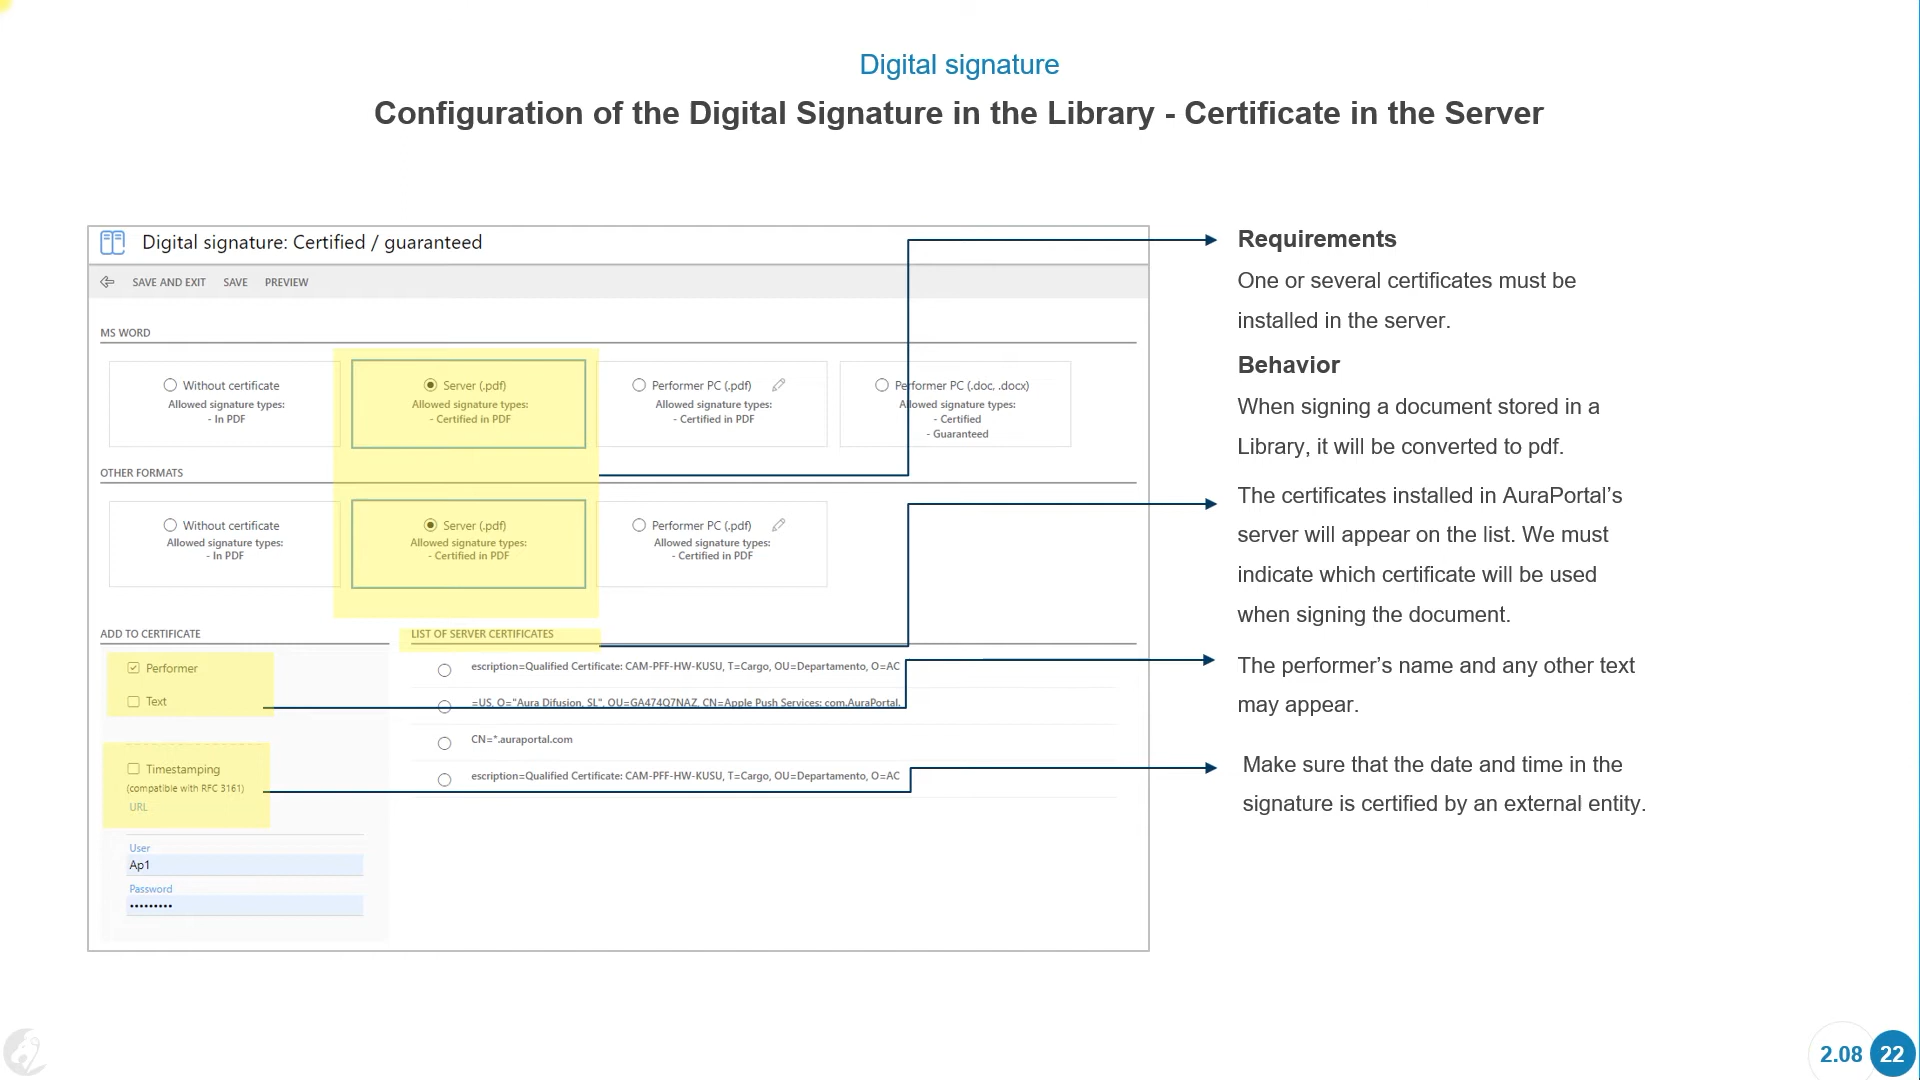 Digital signature
Configuration of the Digital Signature in the Library - Certificate in the Server
Digital signature: Certified / guaranteed
SAVE AND EXIT SAVE PREVIEW
MS WORD
Without certificate
Allowed signature types:
- In PDF
Server (.pdf)
Allowed signature types:
- Certified in PDF
Performer PC (.pdf)
Allowed signature types:
- Certified in PDF
Performer PC (.doc, .docx)
Allowed signature types:
- Certified
- Guaranteed
OTHER FORMATS
Without certificate
Allowed signature types:
- In PDF
Server (.pdf)
Allowed signature types:
- Certified in PDF
Performer PC (.pdf)
Allowed signature types:
- Certified in PDF
ADD TO CERTIFICATE
Performer
Text
Timestamping
(compatible with RFC 3161)
URL
User
Ap1
Password
•••••••••
LIST OF SERVER CERTIFICATES
escription=Qualified Certificate: CAM-PFF-HW-KUSU, T=Cargo, OU=Departamento, O=AC
=US, O="Aura Difusion, SL", OU=GA474Q7NAZ, CN=Apple Push Services: com.AuraPortal.
CN=*.auraportal.com
escription=Qualified Certificate: CAM-PFF-HW-KUSU, T=Cargo, OU=Departamento, O=AC
Requirements
One or several certificates must be
installed in the server.
Behavior
When signing a document stored in a
Library, it will be converted to pdf.
The certificates installed in AuraPortal’s
server will appear on the list. We must
indicate which certificate will be used
when signing the document.
The performer’s name and any other text
may appear.
Make sure that the date and time in the
signature is certified by an external entity.
2.08 22